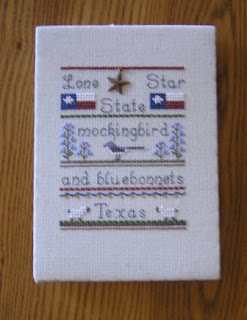 Lone Star
State
mockingbird
and bluebonnets
Texas